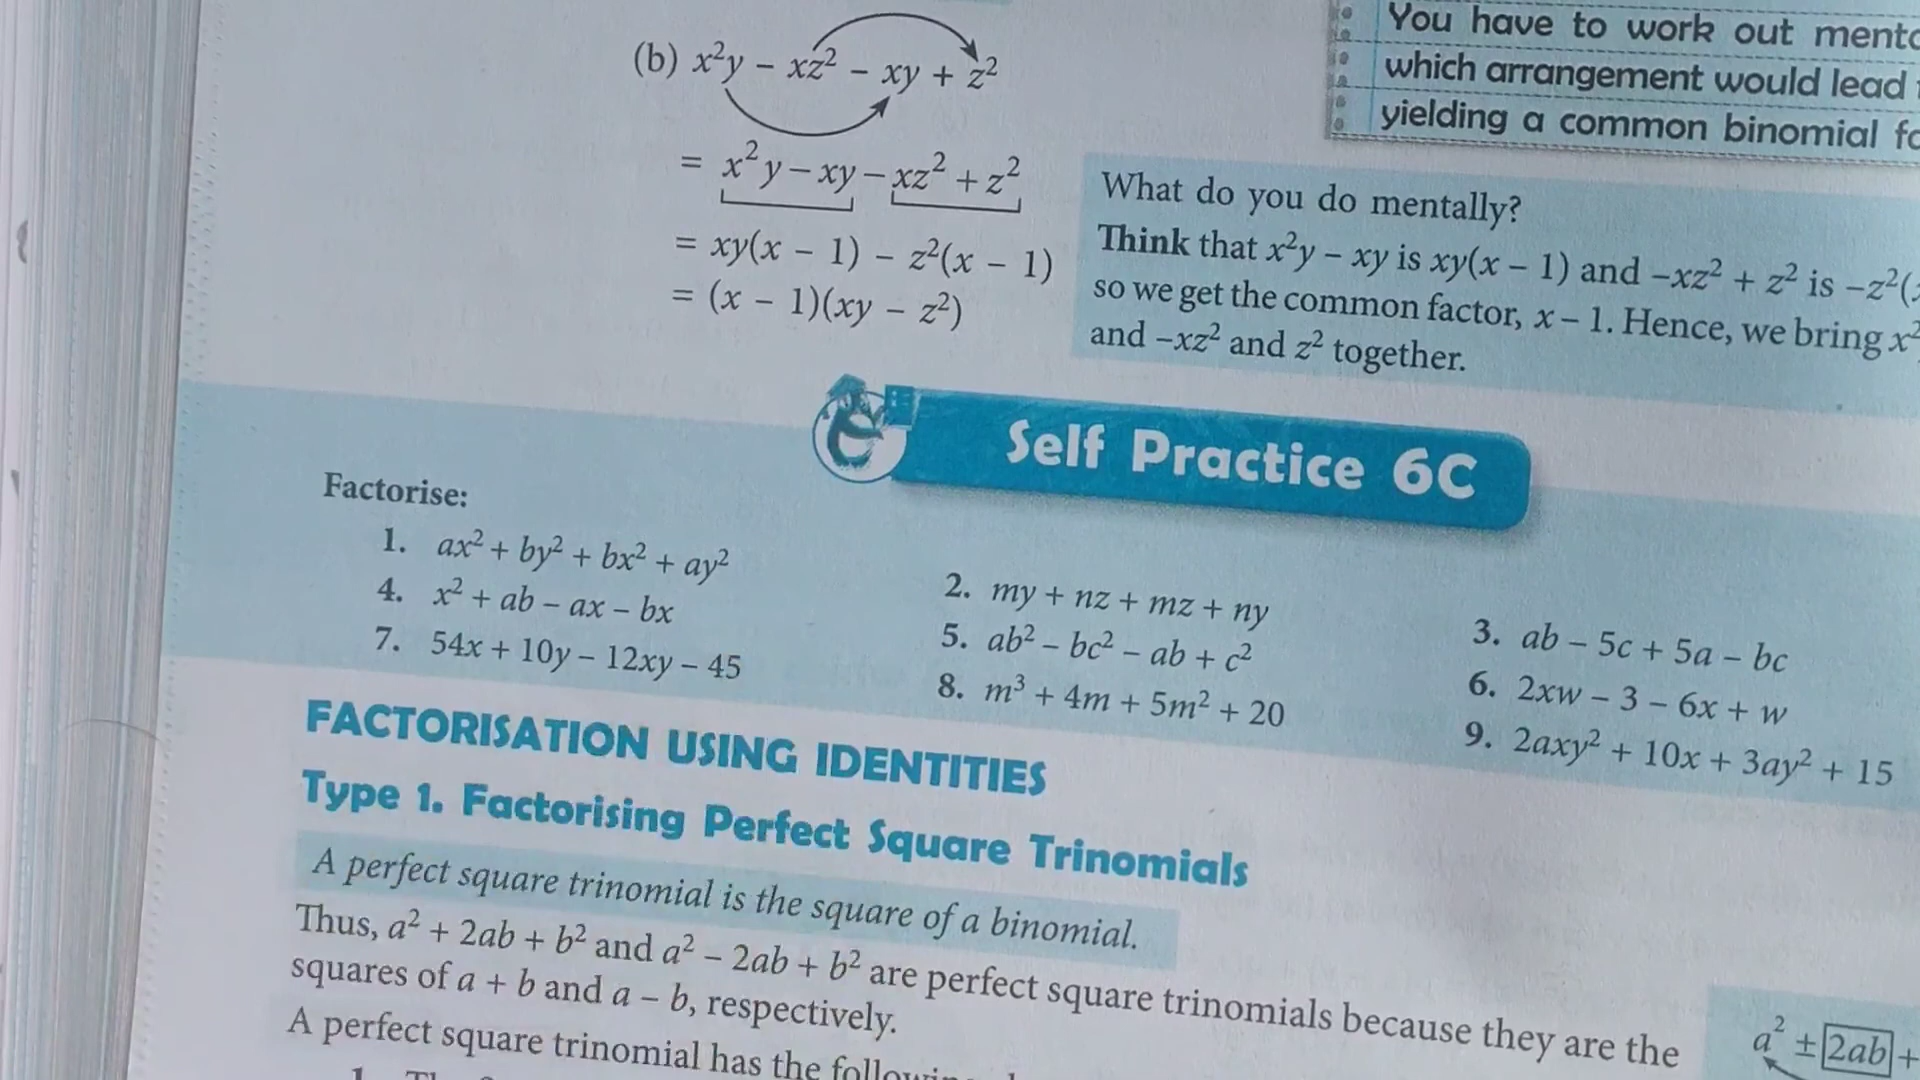 (b) x²y – xz² – xy + z²
= x²y – xy – xz² + z²
= xy(x – 1) – z²(x – 1)
= (x – 1)(xy – z²)
You have to work out
which arrangement would lead
yielding a common binomial
What do you do mentally?
Think that x²y – xy is xy(x – 1) and –xz² + z² is –z²(
so we get the common factor, x – 1. Hence, we bring
and –xz² and z² together.
Self Practice 6C
Factorise:
1. ax² + by² + bx² + ay²
2. my + nz + mz + ny
3. ab – 5c + 5a – bc
4. x² + ab – ax – bx
5. ab² – bc² – ab + c²
6. 2xw – 3 – 6x + w
7. 54x + 10y – 12xy – 45
8. m³ + 4m + 5m² + 20
9. 2axy² + 10x + 3ay² + 15
FACTORISATION USING IDENTITIES
Type 1. Factorising Perfect Square Trinomials
A perfect square trinomial is the square of a binomial.
Thus, a² + 2ab + b² and a² – 2ab + b² are perfect square trinomials because they are the
squares of a + b and a – b, respectively.
A perfect square trinomial has the
a² ± 2ab +